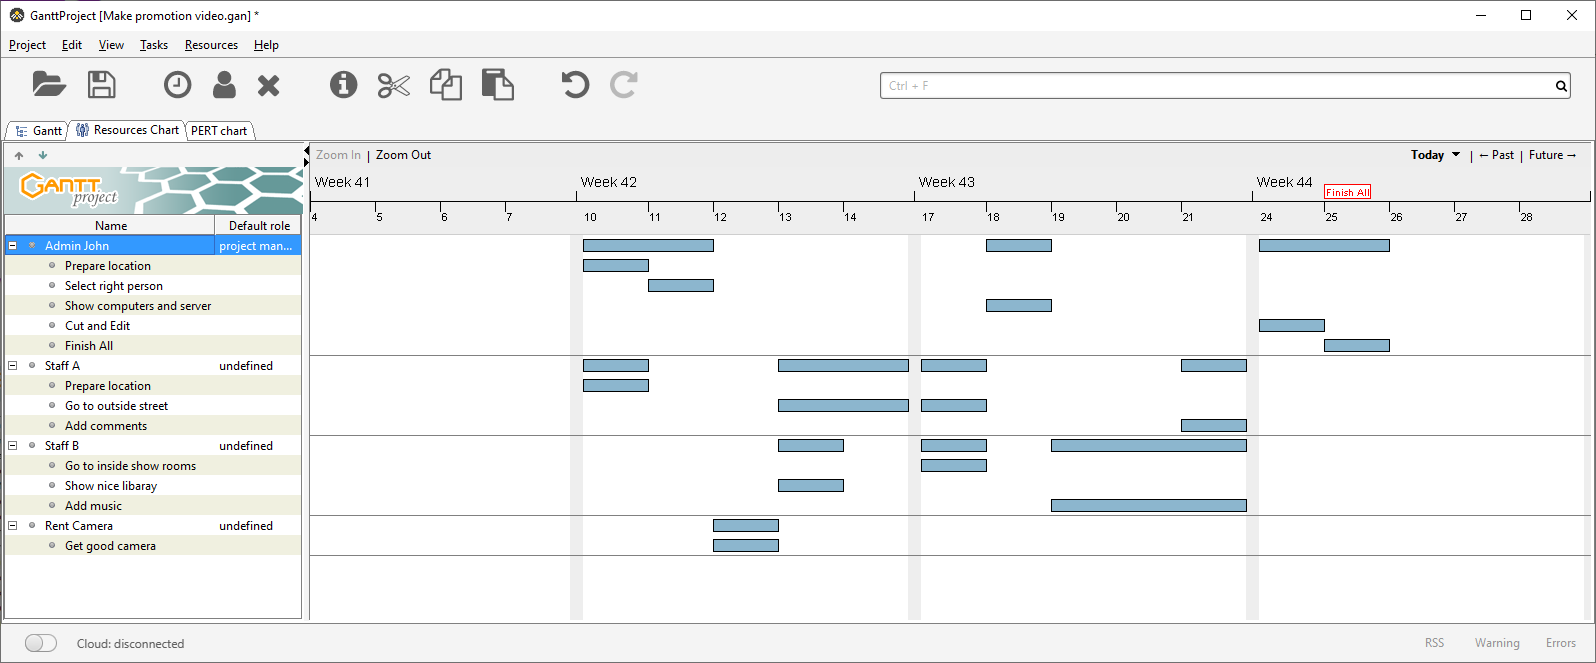 GanttProject [Make promotion video.gan] *
Project Edit View Tasks Resources Help
Ctrl + F
Gantt Resources Chart PERT chart
Zoom In | Zoom Out Today | ← Past | Future →
GANTT project
Week 41 Week 42 Week 43 Week 44
Finish All
4 5 6 7 10 11 12 13 14 17 18 19 20 21 24 25 26 27 28
Name Default role
Admin John project man...
Prepare location
Select right person
Show computers and server
Cut and Edit
Finish All
Staff A undefined
Prepare location
Go to outside street
Add comments
Staff B undefined
Go to inside show rooms
Show nice libaray
Add music
Rent Camera undefined
Get good camera
Cloud: disconnected RSS Warning Errors